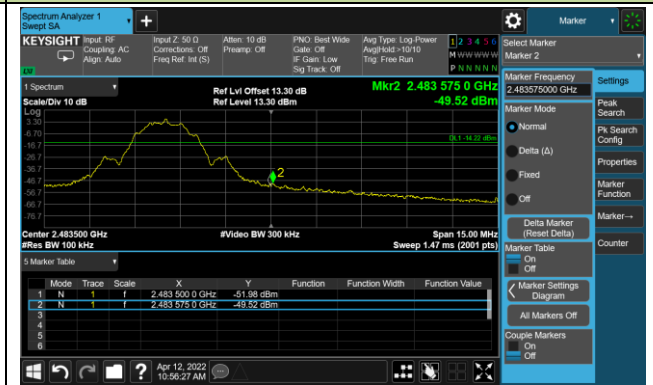 Spectrum Analyzer 1
Swept SA
KEYSIGHT
Input: RF
Coupling: AC
Align: Auto
Input Z: 50 Ω
Corrections: Off
Freq Ref: Int (S)
Atten: 10 dB
Preamp: Off
PNO: Best Wide
Gate: Off
IF Gain: Low
Sig Track: Off
Avg Type: Log-Power
Avg|Hold:>10/10
Trig: Free Run
1 2 3 4 5 6
M W W W W W
P N N N N N
LXI
1 Spectrum
Scale/Div 10 dB
Ref Lvl Offset 13.30 dB
Ref Level 13.30 dBm
Mkr2 2.483 575 0 GHz
-49.52 dBm
Log
3.30
-6.70
-16.7
-26.7
-36.7
-46.7
-56.7
-66.7
-76.7
DL1 -14.22 dBm
2
Center 2.483500 GHz
#Res BW 100 kHz
#Video BW 300 kHz
Span 15.00 MHz
Sweep 1.47 ms (2001 pts)
5 Marker Table
Mode Trace Scale X Y Function Function Width Function Value
1 N 1 f 2.483 500 0 GHz -51.98 dBm
2 N 1 f 2.483 575 0 GHz -49.52 dBm
3
4
5
6
Apr 12, 2022
10:56:27 AM
Marker
Select Marker
Marker 2
Marker Frequency
2.483575000 GHz
Marker Mode
Normal
Delta (Δ)
Fixed
Off
Delta Marker
(Reset Delta)
Marker Table
On
Off
Marker Settings
Diagram
All Markers Off
Couple Markers
On
Off
Settings
Peak
Search
Pk Search
Config
Properties
Marker
Function
Marker→
Counter